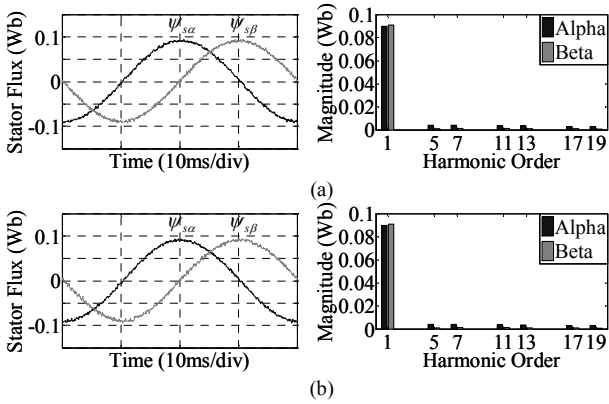 Stator Flux (Wb)
0.1
0
-0.1
ψsα
ψsβ
Time (10ms/div)
Magnitude (Wb)
0.1
0.08
0.06
0.04
0.02
0
Alpha
Beta
1 5 7 11 13 17 19
Harmonic Order
(a)
Stator Flux (Wb)
0.1
0
-0.1
ψsα
ψsβ
Time (10ms/div)
Magnitude (Wb)
0.1
0.08
0.06
0.04
0.02
0
Alpha
Beta
1 5 7 11 13 17 19
Harmonic Order
(b)